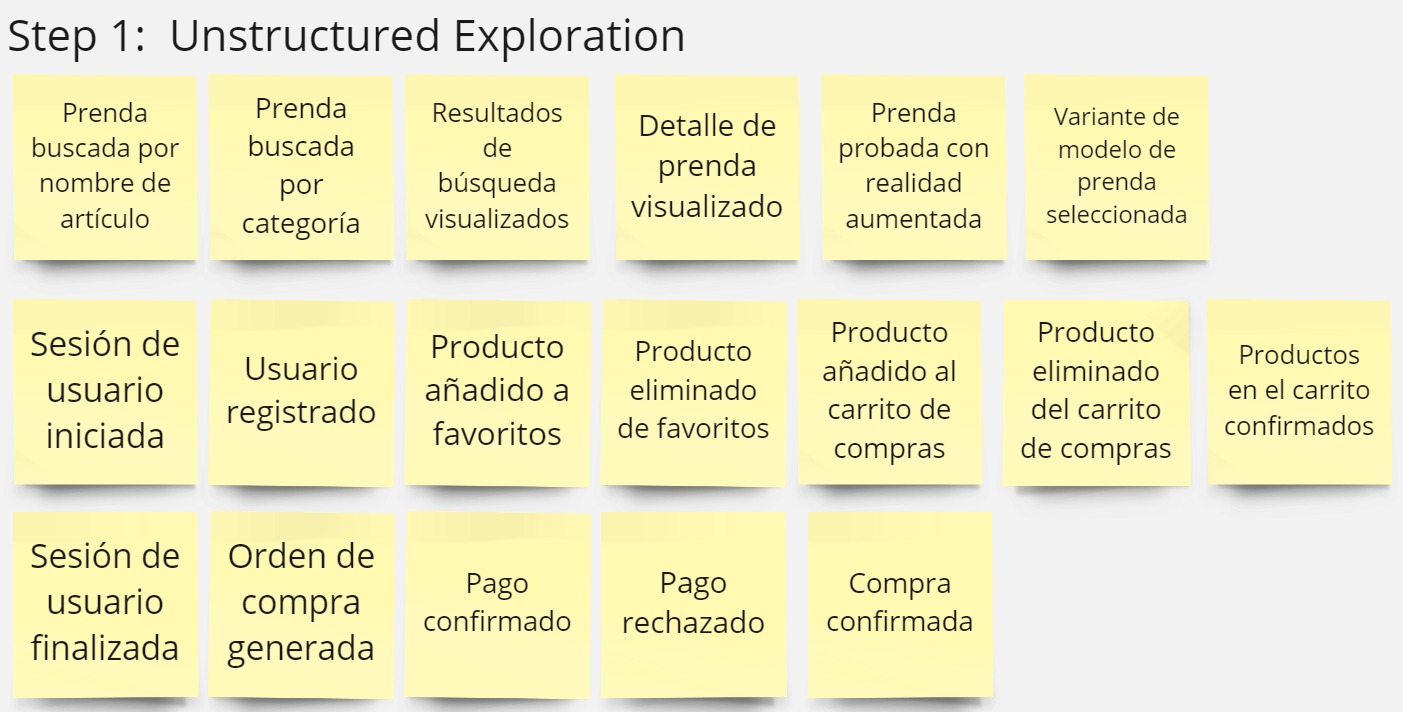 Step 1: Unstructured Exploration
Prenda
buscada por
nombre de
artículo
Prenda
buscada
por
categoría
Resultados
de
búsqueda
visualizados
Detalle de
prenda
visualizado
Prenda
probada con
realidad
aumentada
Variante de
modelo de
prenda
seleccionada
Sesión de
usuario
iniciada
Usuario
registrado
Producto
añadido a
favoritos
Producto
eliminado
de favoritos
Producto
añadido al
carrito de
compras
Producto
eliminado
del carrito
de compras
Productos
en el carrito
confirmados
Sesión de
usuario
finalizada
Orden de
compra
generada
Pago
confirmado
Pago
rechazado
Compra
confirmada